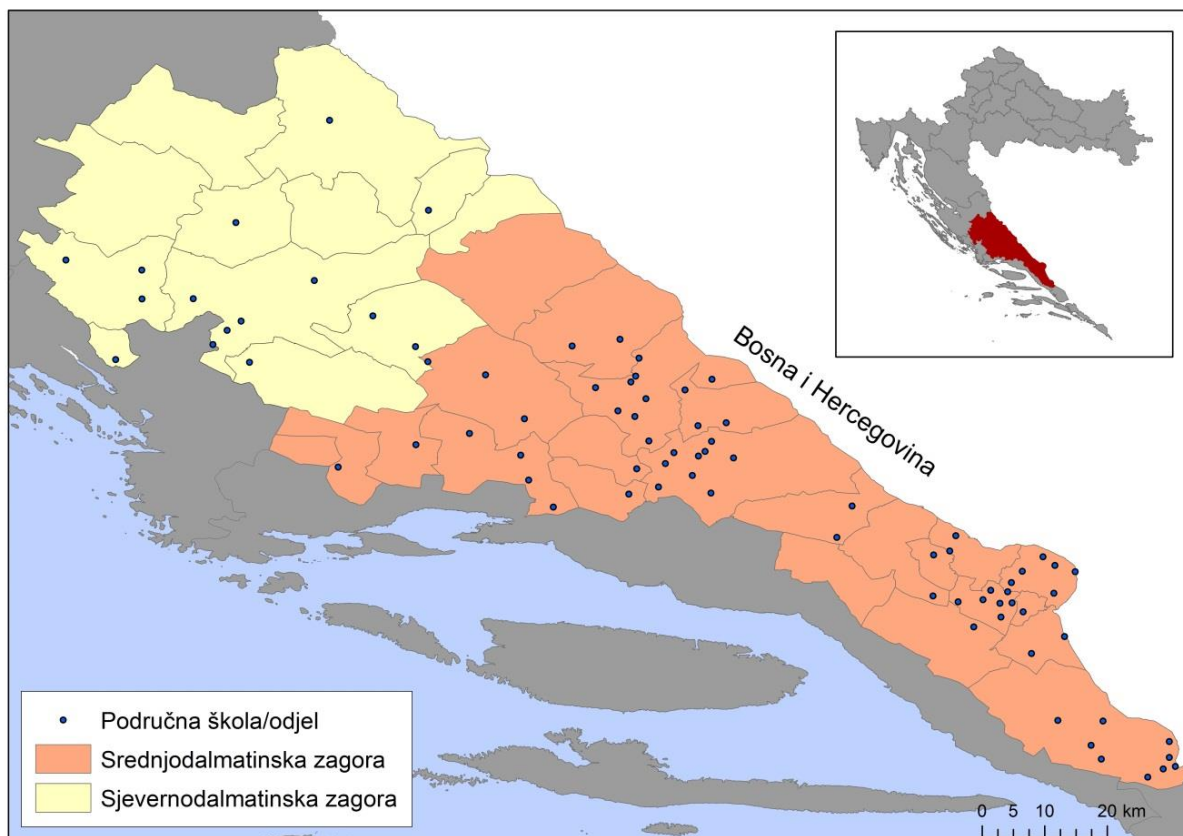 Bosna i Hercegovina
Područna škola/odjel
Srednjodalmatinska zagora
Sjevernodalmatinska zagora
0 5 10 20 km